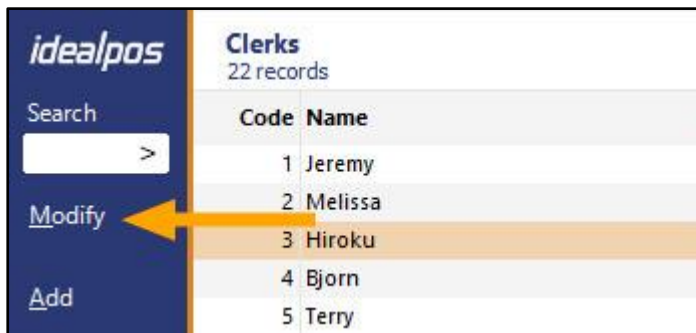 idealpos
Search
>
Modify
Add
Clerks
22 records
Code Name
1 Jeremy
2 Melissa
3 Hiroku
4 Bjorn
5 Terry